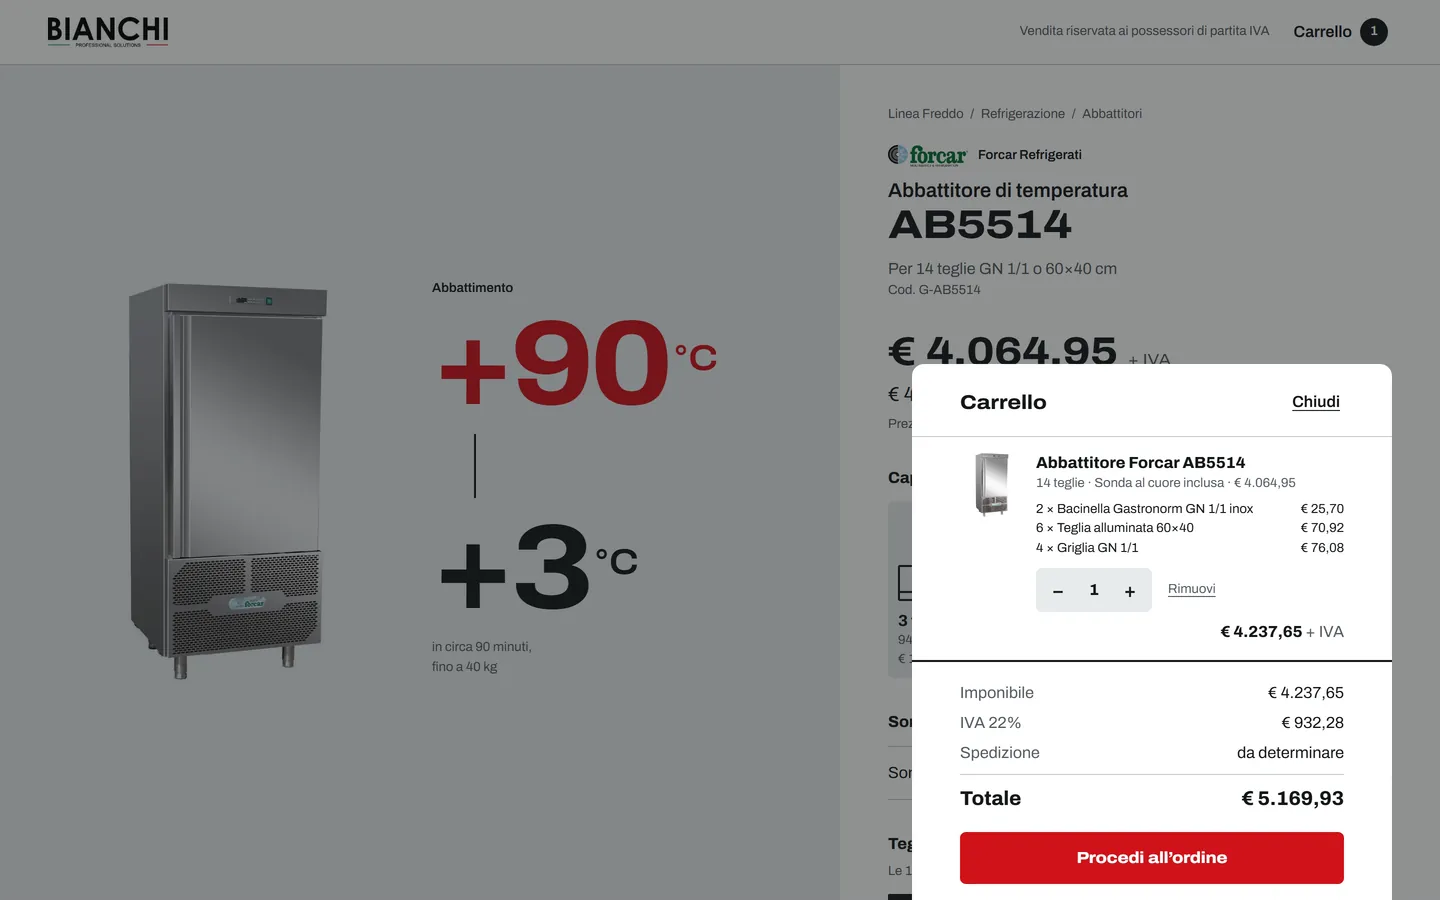 BIANCHI
PROFESSIONAL SOLUTIONS
Vendita riservata ai possessori di partita IVA
Carrello 1
Linea Freddo / Refrigerazione / Abbattitori
forcar Forcar Refrigerati
Abbattitore di temperatura
AB5514
Per 14 teglie GN 1/1 o 60×40 cm
Cod. G-AB5514
€ 4.064,95 + IVA
Abbattimento
+90 °C
+3 °C
in circa 90 minuti,
fino a 40 kg
forcar
Carrello
Chiudi
Abbattitore Forcar AB5514
14 teglie · Sonda al cuore inclusa · € 4.064,95
2 × Bacinella Gastronorm GN 1/1 inox € 25,70
6 × Teglia alluminata 60×40 € 70,92
4 × Griglia GN 1/1 € 76,08
− 1 + Rimuovi
€ 4.237,65 + IVA
Imponibile € 4.237,65
IVA 22% € 932,28
Spedizione da determinare
Totale € 5.169,93
Procedi all’ordine